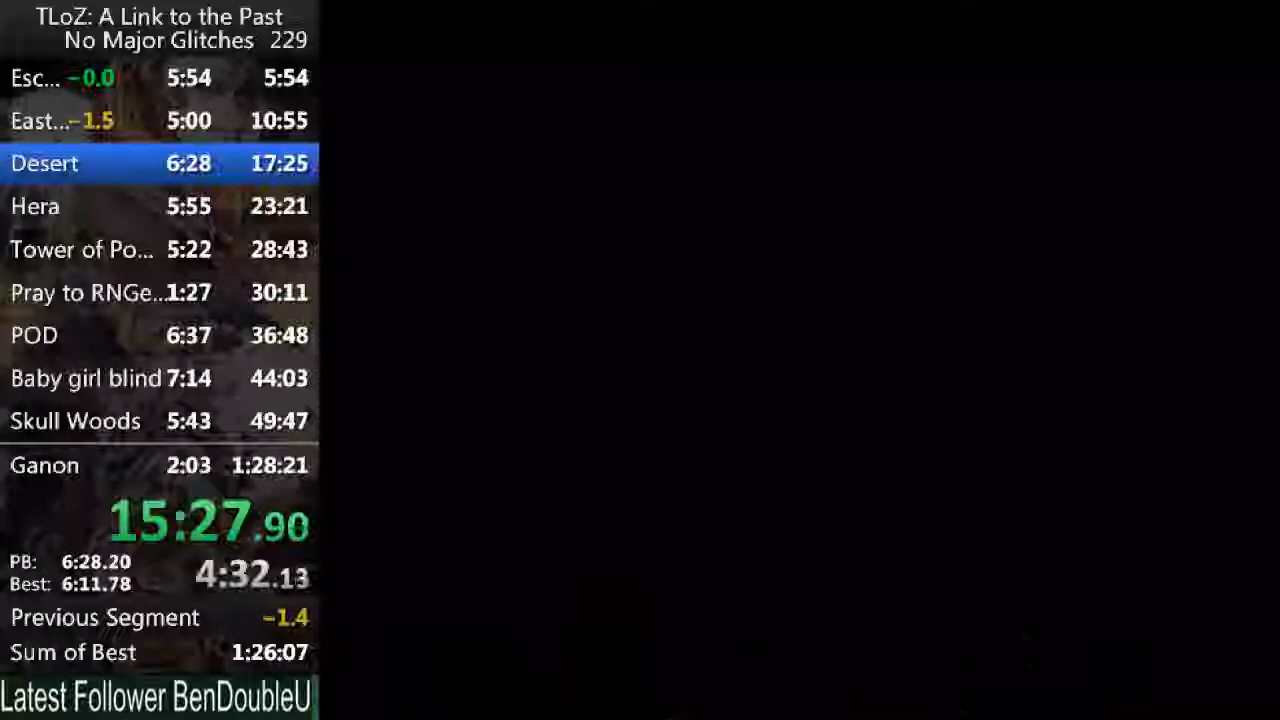 TLoZ: A Link to the Past
No Major Glitches 229
Esc... -0.0 5:54 5:54
East... -1.5 5:00 10:55
Desert 6:28 17:25
Hera 5:55 23:21
Tower of Po... 5:22 28:43
Pray to RNGe... 1:27 30:11
POD 6:37 36:48
Baby girl blind 7:14 44:03
Skull Woods 5:43 49:47
Ganon 2:03 1:28:21
15:27.90
PB: 6:28.20
Best: 6:11.78
4:32.13
Previous Segment -1.4
Sum of Best 1:26:07
Latest Follower BenDoubleU